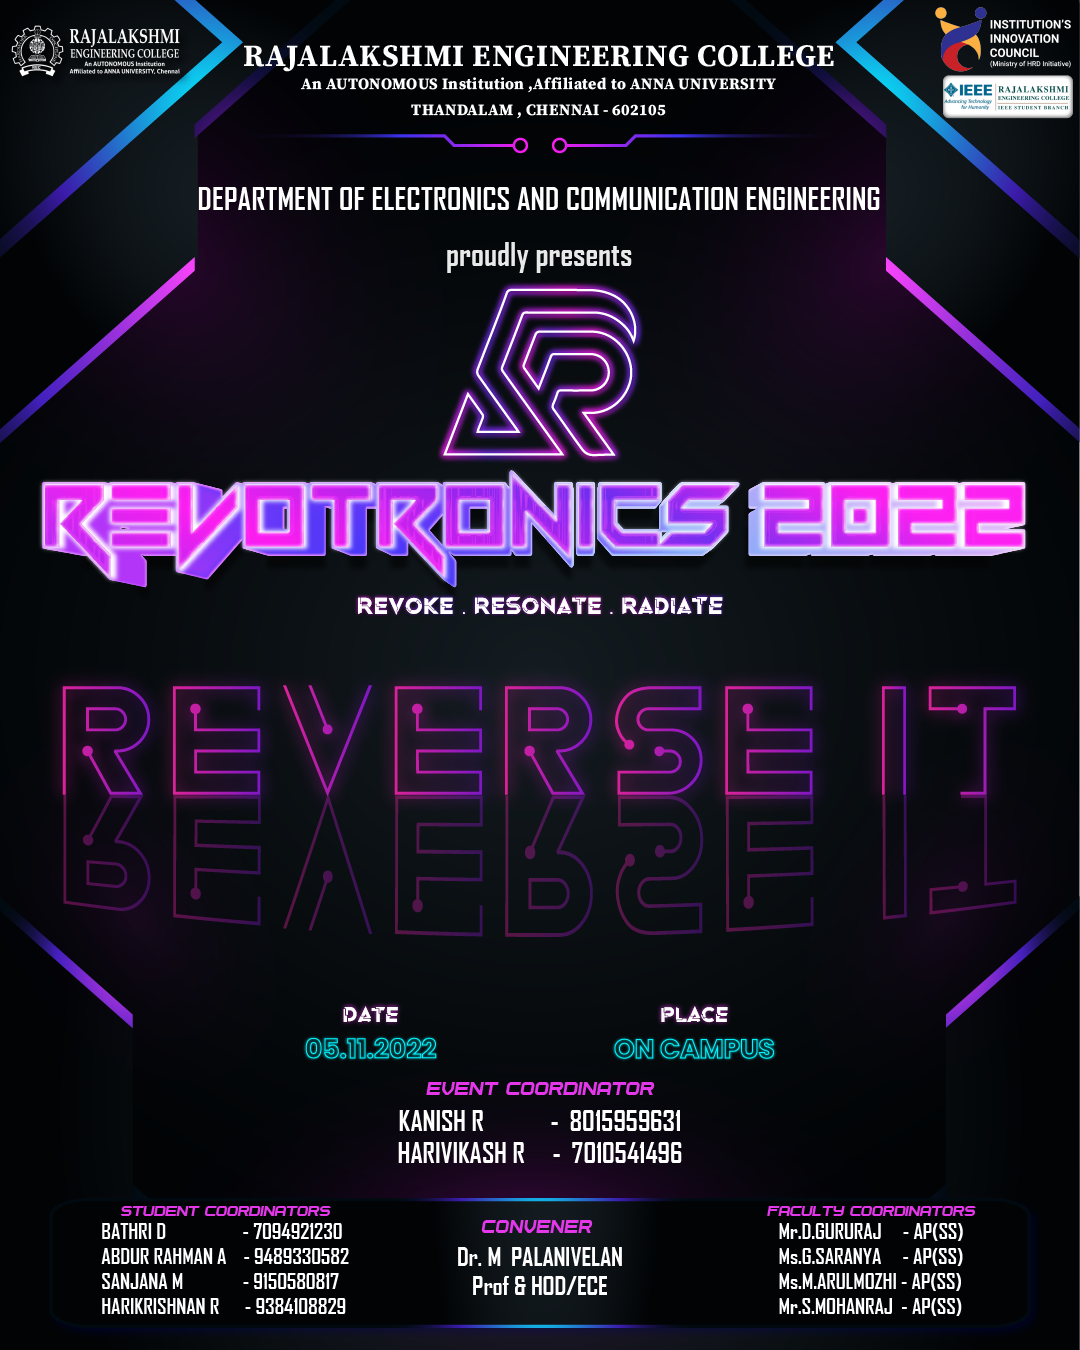 RAJALAKSHMI
ENGINEERING COLLEGE
An AUTONOMOUS Institution
Affiliated to ANNA UNIVERSITY, Chennai
RAJALAKSHMI ENGINEERING COLLEGE
An AUTONOMOUS Institution ,Affiliated to ANNA UNIVERSITY
THANDALAM , CHENNAI - 602105
INSTITUTION'S
INNOVATION
COUNCIL
(Ministry of HRD Initiative)
IEEE
Advancing Technology
for Humanity
RAJALAKSHMI
ENGINEERING COLLEGE
IEEE STUDENT BRANCH
DEPARTMENT OF ELECTRONICS AND COMMUNICATION ENGINEERING
proudly presents
REVOTRONICS 2022
REVOKE . RESONATE . RADIATE
REVERSE IT
DATE
05.11.2022
PLACE
ON CAMPUS
EVENT COORDINATOR
KANISH R - 8015959631
HARIVIKASH R - 7010541496
STUDENT COORDINATORS
BATHRI D - 7094921230
ABDUR RAHMAN A - 9489330582
SANJANA M - 9150580817
HARIKRISHNAN R - 9384108829
CONVENER
Dr. M PALANIVELAN
Prof & HOD/ECE
FACULTY COORDINATORS
Mr.D.GURURAJ - AP(SS)
Ms.G.SARANYA - AP(SS)
Ms.M.ARULMOZHI - AP(SS)
Mr.S.MOHANRAJ - AP(SS)